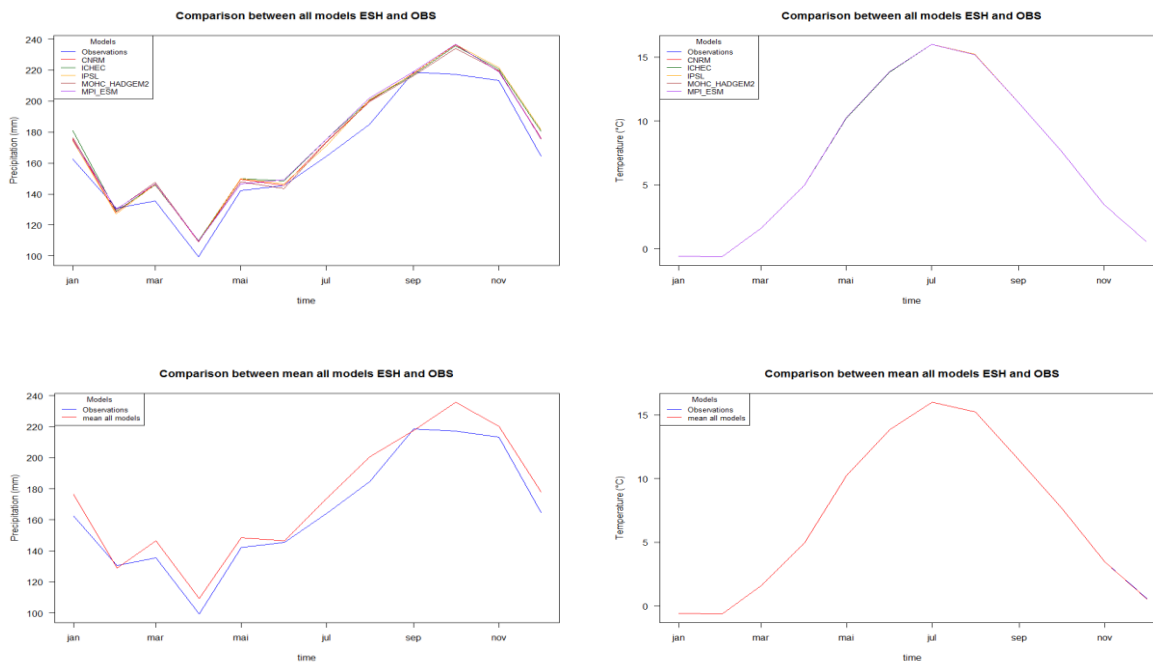 Comparison between all models ESH and OBS
Models
Observations
CNRM
ICHEC
IPSL
MOHC_HADGEM2
MPI_ESM
Precipitation (mm)
240
220
200
180
160
140
120
100
jan
mar
mai
jul
sep
nov
time
Comparison between all models ESH and OBS
Models
Observations
CNRM
ICHEC
IPSL
MOHC_HADGEM2
MPI_ESM
Temperature (°C)
15
10
5
0
jan
mar
mai
jul
sep
nov
time
Comparison between mean all models ESH and OBS
Models
Observations
mean all models
Precipitation (mm)
240
220
200
180
160
140
120
100
jan
mar
mai
jul
sep
nov
time
Comparison between mean all models ESH and OBS
Models
Observations
mean all models
Temperature (°C)
15
10
5
0
jan
mar
mai
jul
sep
nov
time